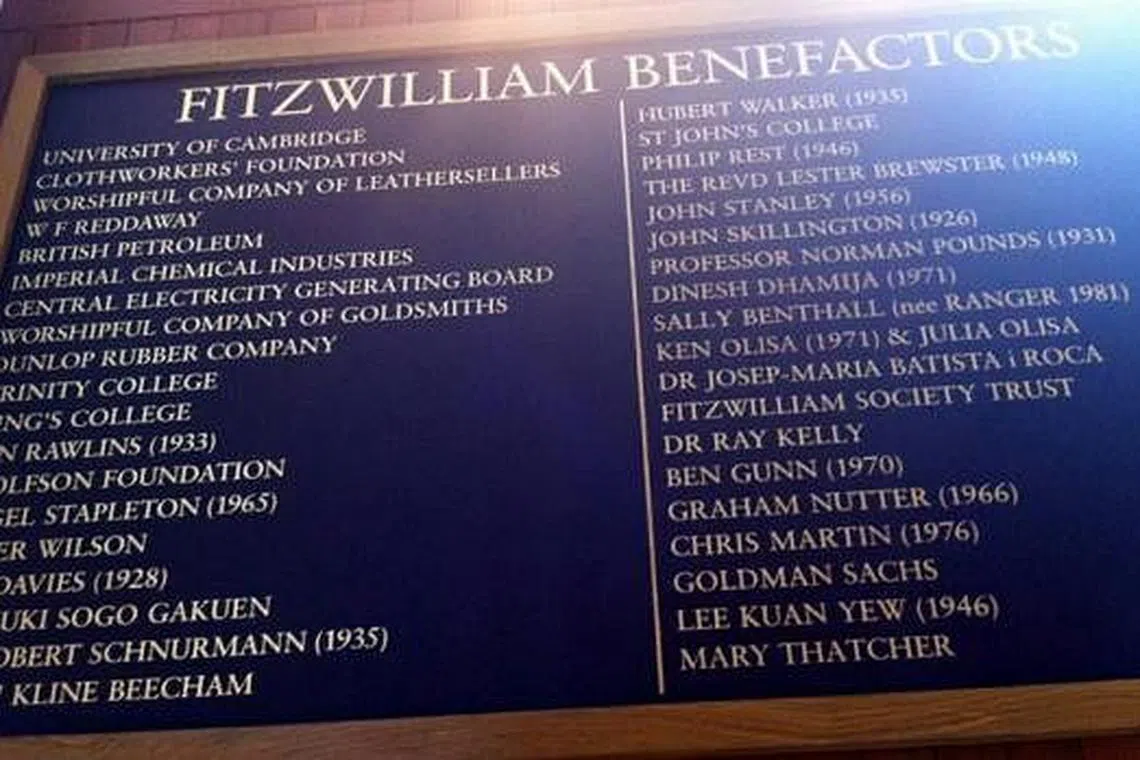 FITZWILLIAM BENEFACTORS
UNIVERSITY OF CAMBRIDGE
CLOTHWORKERS' FOUNDATION
WORSHIPFUL COMPANY OF LEATHERSELLERS
W F REDDAWAY
BRITISH PETROLEUM
IMPERIAL CHEMICAL INDUSTRIES
CENTRAL ELECTRICITY GENERATING BOARD
WORSHIPFUL COMPANY OF GOLDSMITHS
DUNLOP RUBBER COMPANY
RINITY COLLEGE
NG'S COLLEGE
N RAWLINS (1933)
OLFSON FOUNDATION
GEL STAPLETON (1965)
ER WILSON
DAVIES (1928)
UKI SOGO GAKUEN
OBERT SCHNURMANN (1935)
KLINE BEECHAM
HUBERT WALKER (1935)
ST JOHN'S COLLEGE
PHILIP REST (1946)
THE REVD LESTER BREWSTER (1948)
JOHN STANLEY (1956)
JOHN SKILLINGTON (1926)
PROFESSOR NORMAN POUNDS (1931)
DINESH DHAMIJA (1971)
SALLY BENTHALL (née RANGER 1981)
KEN OLISA (1971) & JULIA OLISA
DR JOSEP-MARIA BATISTA i ROCA
FITZWILLIAM SOCIETY TRUST
DR RAY KELLY
BEN GUNN (1970)
GRAHAM NUTTER (1966)
CHRIS MARTIN (1976)
GOLDMAN SACHS
LEE KUAN YEW (1946)
MARY THATCHER